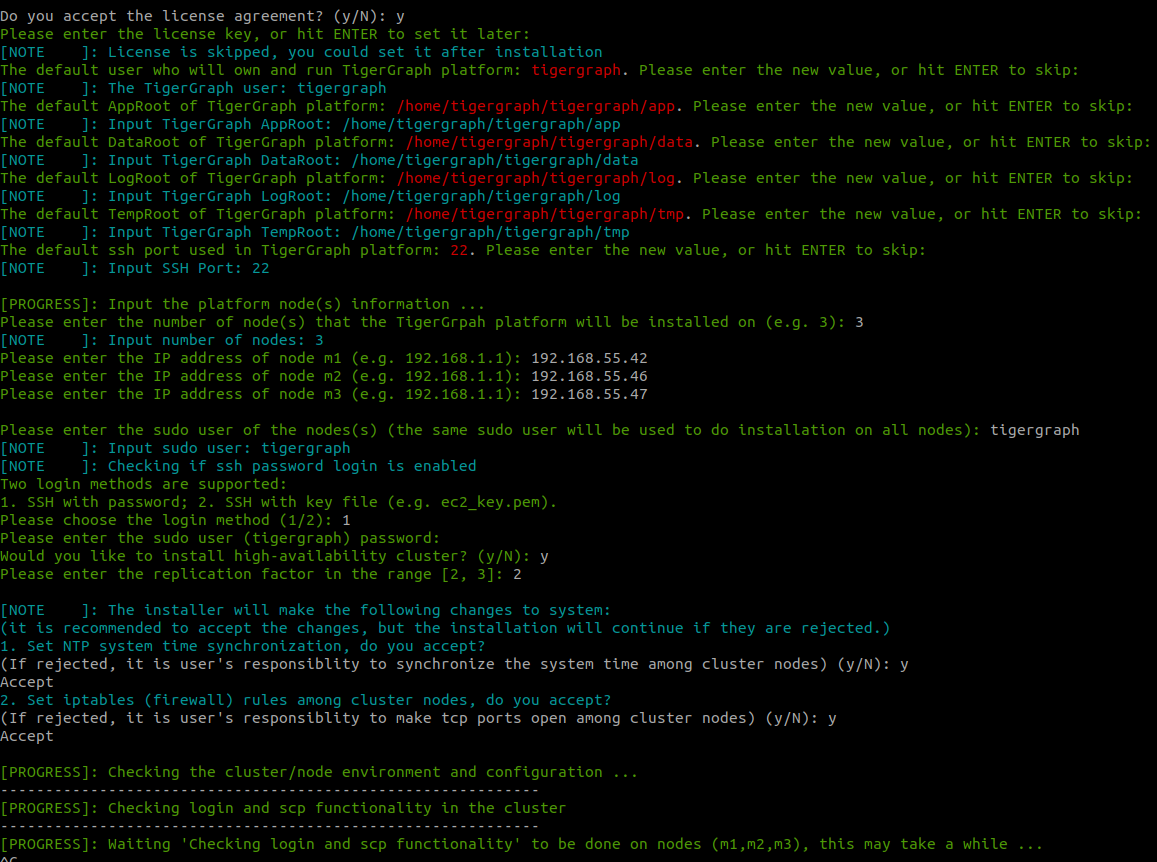 Do you accept the license agreement? (y/N): y
Please enter the license key, or hit ENTER to set it later:
[NOTE    ]: License is skipped, you could set it after installation
The default user who will own and run TigerGraph platform: tigergraph. Please enter the new value, or hit ENTER to skip:
[NOTE    ]: The TigerGraph user: tigergraph
The default AppRoot of TigerGraph platform: /home/tigergraph/tigergraph/app. Please enter the new value, or hit ENTER to skip:
[NOTE    ]: Input TigerGraph AppRoot: /home/tigergraph/tigergraph/app
The default DataRoot of TigerGraph platform: /home/tigergraph/tigergraph/data. Please enter the new value, or hit ENTER to skip:
[NOTE    ]: Input TigerGraph DataRoot: /home/tigergraph/tigergraph/data
The default LogRoot of TigerGraph platform: /home/tigergraph/tigergraph/log. Please enter the new value, or hit ENTER to skip:
[NOTE    ]: Input TigerGraph LogRoot: /home/tigergraph/tigergraph/log
The default TempRoot of TigerGraph platform: /home/tigergraph/tigergraph/tmp. Please enter the new value, or hit ENTER to skip:
[NOTE    ]: Input TigerGraph TempRoot: /home/tigergraph/tigergraph/tmp
The default ssh port used in TigerGraph platform: 22. Please enter the new value, or hit ENTER to skip:
[NOTE    ]: Input SSH Port: 22
[PROGRESS]: Input the platform node(s) information ...
Please enter the number of node(s) that the TigerGrpah platform will be installed on (e.g. 3): 3
[NOTE    ]: Input number of nodes: 3
Please enter the IP address of node m1 (e.g. 192.168.1.1): 192.168.55.42
Please enter the IP address of node m2 (e.g. 192.168.1.1): 192.168.55.46
Please enter the IP address of node m3 (e.g. 192.168.1.1): 192.168.55.47
Please enter the sudo user of the nodes(s) (the same sudo user will be used to do installation on all nodes): tigergraph
[NOTE    ]: Input sudo user: tigergraph
[NOTE    ]: Checking if ssh password login is enabled
Two login methods are supported:
1. SSH with password; 2. SSH with key file (e.g. ec2_key.pem).
Please choose the login method (1/2): 1
Please enter the sudo user (tigergraph) password:
Would you like to install high-availability cluster? (y/N): y
Please enter the replication factor in the range [2, 3]: 2
[NOTE    ]: The installer will make the following changes to system:
(it is recommended to accept the changes, but the installation will continue if they are rejected.)
1. Set NTP system time synchronization, do you accept?
(If rejected, it is user's responsiblity to synchronize the system time among cluster nodes) (y/N): y
Accept
2. Set iptables (firewall) rules among cluster nodes, do you accept?
(If rejected, it is user's responsiblity to make tcp ports open among cluster nodes) (y/N): y
Accept
[PROGRESS]: Checking the cluster/node environment and configuration ...
------------------------------------------------------------
[PROGRESS]: Checking login and scp functionality in the cluster
------------------------------------------------------------
[PROGRESS]: Waiting 'Checking login and scp functionality' to be done on nodes (m1,m2,m3), this may take a while ...
^C